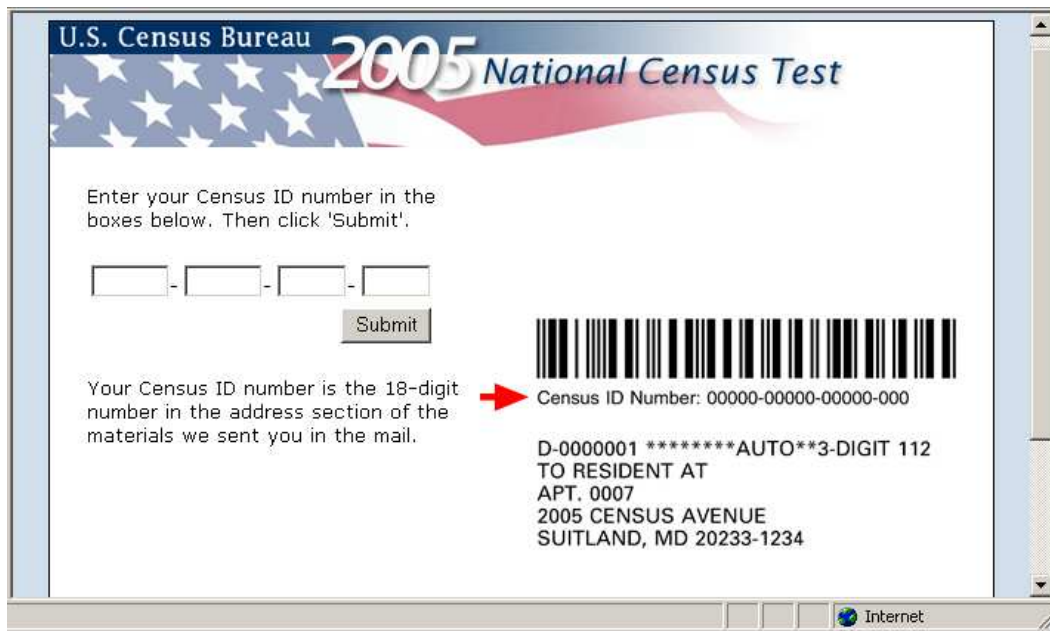 U.S. Census Bureau
2005 National Census Test
Enter your Census ID number in the
boxes below. Then click 'Submit'.
- - -
Submit
Your Census ID number is the 18-digit
number in the address section of the
materials we sent you in the mail.
Census ID Number: 00000-00000-00000-000
D-0000001 ********AUTO**3-DIGIT 112
TO RESIDENT AT
APT. 0007
2005 CENSUS AVENUE
SUITLAND, MD 20233-1234
Internet